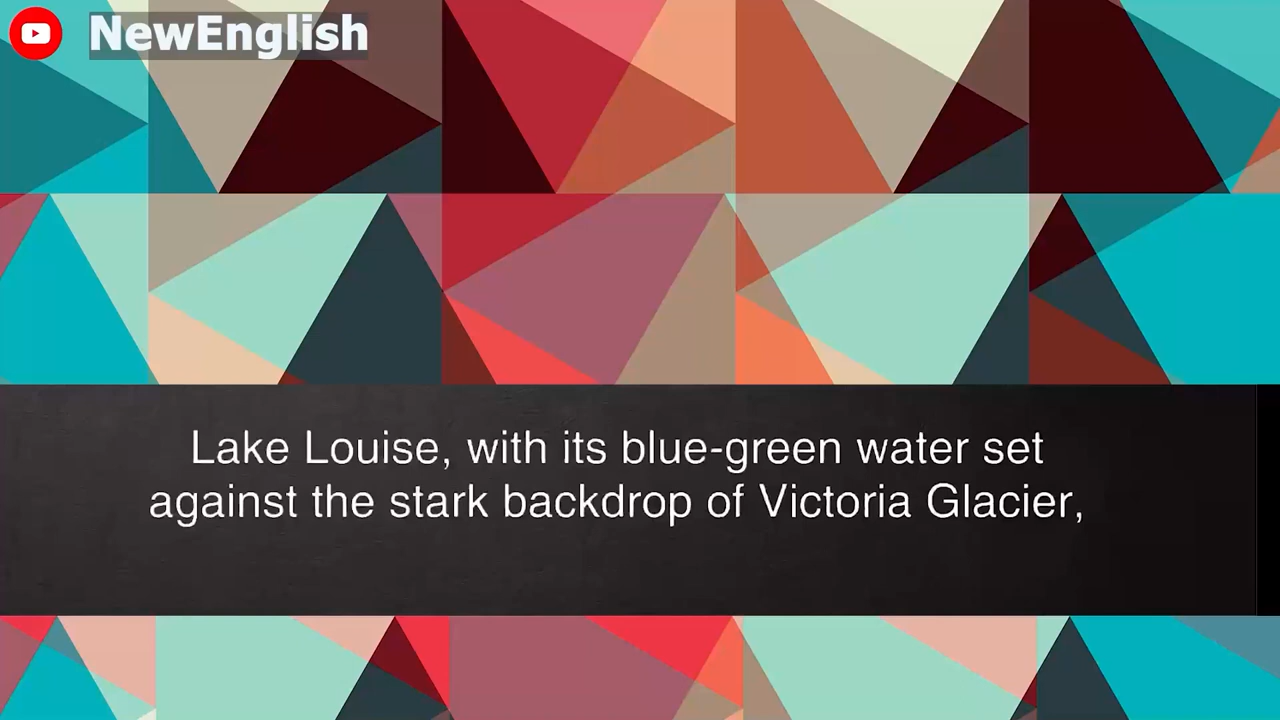 NewEnglish
Lake Louise, with its blue-green water set
against the stark backdrop of Victoria Glacier,